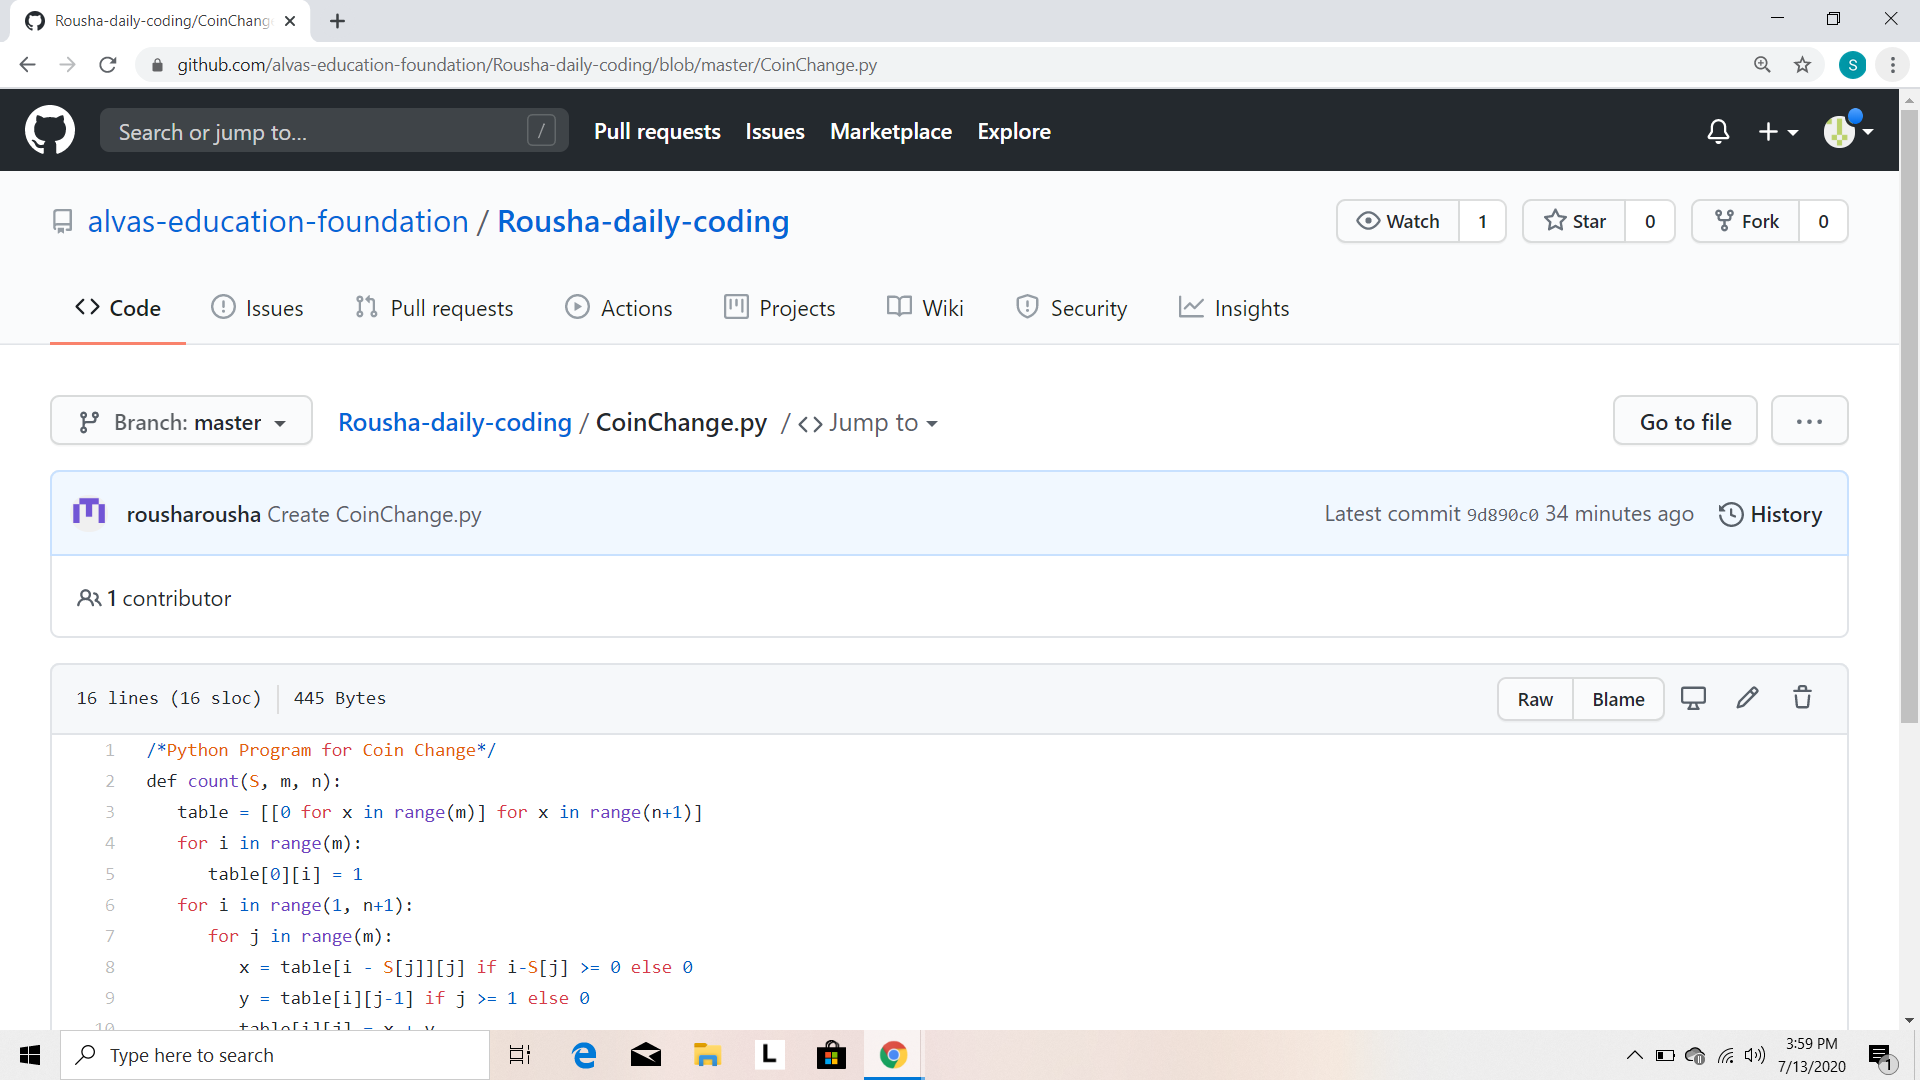 Rousha-daily-coding/CoinChang
github.com/alvas-education-foundation/Rousha-daily-coding/blob/master/CoinChange.py
S
Search or jump to...
/
Pull requests
Issues
Marketplace
Explore
alvas-education-foundation / Rousha-daily-coding
Watch 1
Star 0
Fork 0
Code
Issues
Pull requests
Actions
Projects
Wiki
Security
Insights
Branch: master
Rousha-daily-coding / CoinChange.py / <> Jump to
Go to file
rousharousha Create CoinChange.py
Latest commit 9d890c0 34 minutes ago
History
1 contributor
16 lines (16 sloc) 445 Bytes
Raw
Blame
1 /*Python Program for Coin Change*/
2 def count(S, m, n):
3 table = [[0 for x in range(m)] for x in range(n+1)]
4 for i in range(m):
5 table[0][i] = 1
6 for i in range(1, n+1):
7 for j in range(m):
8 x = table[i - S[j]][j] if i-S[j] >= 0 else 0
9 y = table[i][j-1] if j >= 1 else 0
10 table[i][j] = x + y
Type here to search
L
3:59 PM
7/13/2020
1